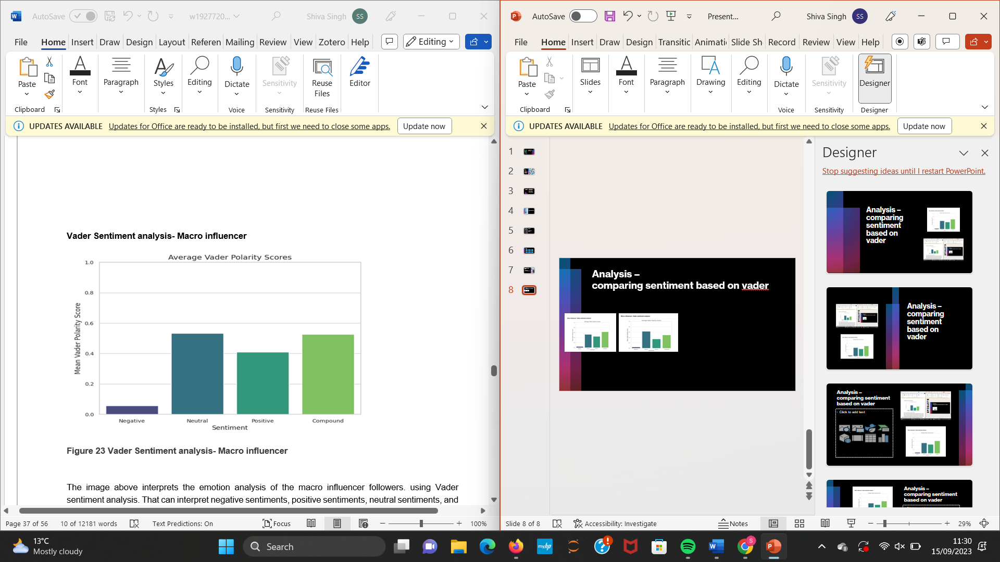 AutoSave
w1927720...
Shiva Singh
SS
File Home Insert Draw Design Layout Referen Mailing Review View Zotero Help
Editing
Paste
Font
Paragraph
Styles
Editing
Dictate
Sensitivity
Reuse
Files
Editor
Clipboard
Styles
Voice
Sensitivity
Reuse Files
UPDATES AVAILABLE Updates for Office are ready to be installed, but first we need to close some apps.
Update now
Vader Sentiment analysis- Macro influencer
Average Vader Polarity Scores
1.0
0.8
0.6
0.4
0.2
0.0
Mean Vader Polarity Score
Negative Neutral Positive Compound
Sentiment
Figure 23 Vader Sentiment analysis- Macro influencer
The image above interprets the emotion analysis of the macro influencer followers. using Vader
sentiment analysis. That can interpret negative sentiments, positive sentiments, neutral sentiments, and
Page 37 of 56
10 of 12181 words
Text Predictions: On
Focus
100%
AutoSave
Present...
Shiva Singh
SS
File Home Insert Draw Design Transitic Animati Slide Sh Record Review View Help
Paste
Slides
Font
Paragraph
Drawing
Editing
Dictate
Sensitivity
Designer
Clipboard
Voice
Sensitivity
Designer
UPDATES AVAILABLE Updates for Office are ready to be installed, but first we need to close some apps.
Update now
1
2
3
4
5
6
7
8
Analysis –
comparing sentiment based on vader
Designer
Stop suggesting ideas until I restart PowerPoint.
Analysis –
comparing
sentiment
based on
vader
Analysis –
comparing
sentiment
based on
vader
Analysis –
comparing sentiment
based on vader
Click to add text
Analysis –
comparing sentiment
based on vader
Slide 8 of 8
Accessibility: Investigate
Notes
29%
13°C
Mostly cloudy
Search
myhp
S
11:30
15/09/2023